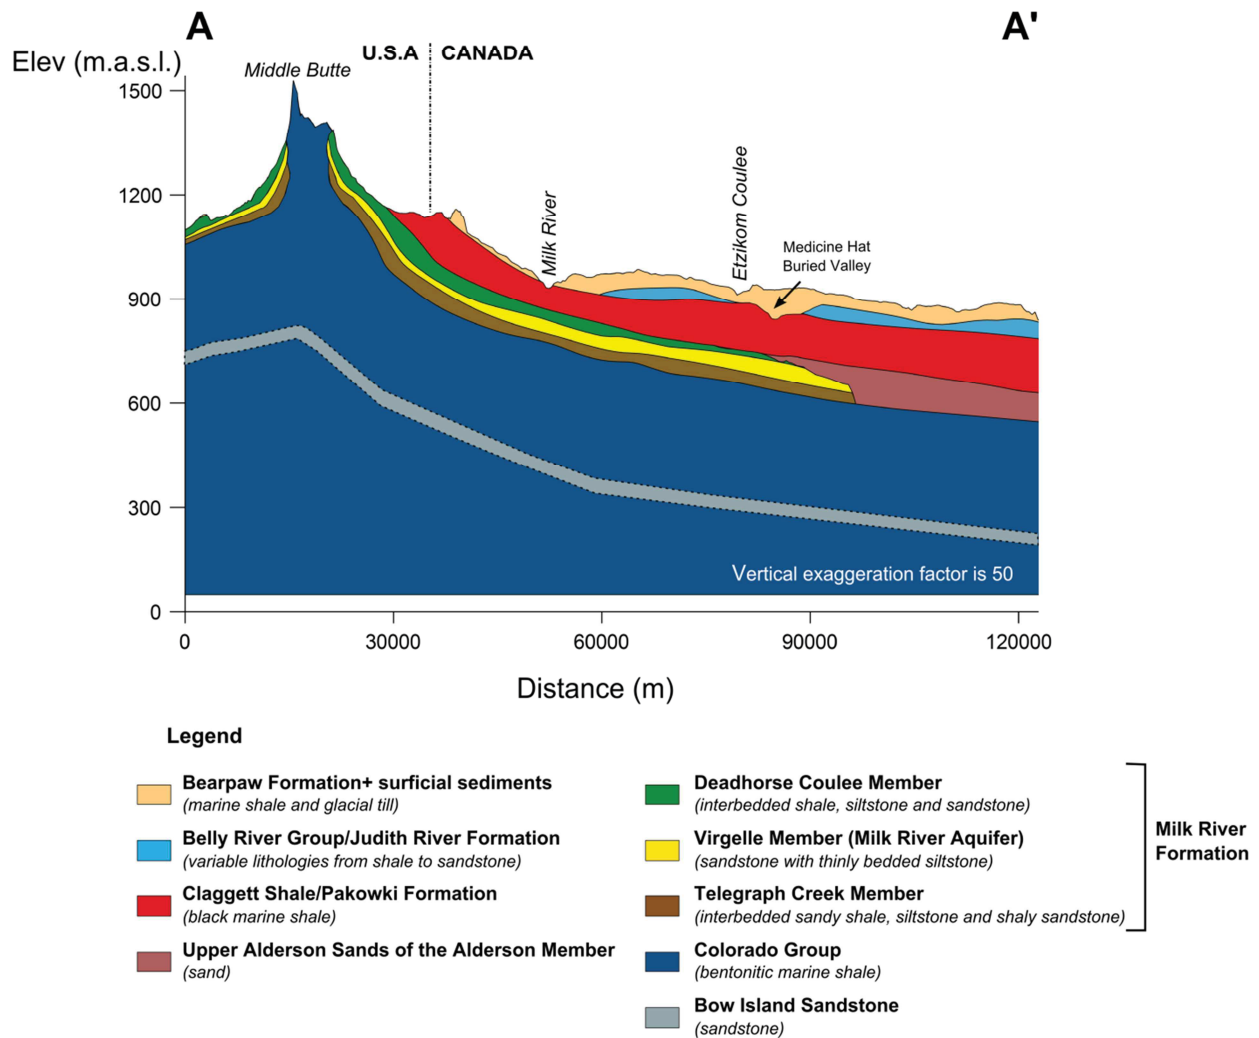 A
A'
Elev (m.a.s.l.)
U.S.A
CANADA
Middle Butte
1500
1200
900
600
300
0
Milk River
Etzikom Coulee
Medicine Hat
Buried Valley
Vertical exaggeration factor is 50
0
30000
60000
90000
120000
Distance (m)
Legend
Bearpaw Formation+ surficial sediments
(marine shale and glacial till)
Belly River Group/Judith River Formation
(variable lithologies from shale to sandstone)
Claggett Shale/Pakowki Formation
(black marine shale)
Upper Alderson Sands of the Alderson Member
(sand)
Deadhorse Coulee Member
(interbedded shale, siltstone and sandstone)
Virgelle Member (Milk River Aquifer)
(sandstone with thinly bedded siltstone)
Telegraph Creek Member
(interbedded sandy shale, siltstone and shaly sandstone)
Colorado Group
(bentonitic marine shale)
Bow Island Sandstone
(sandstone)
Milk River
Formation